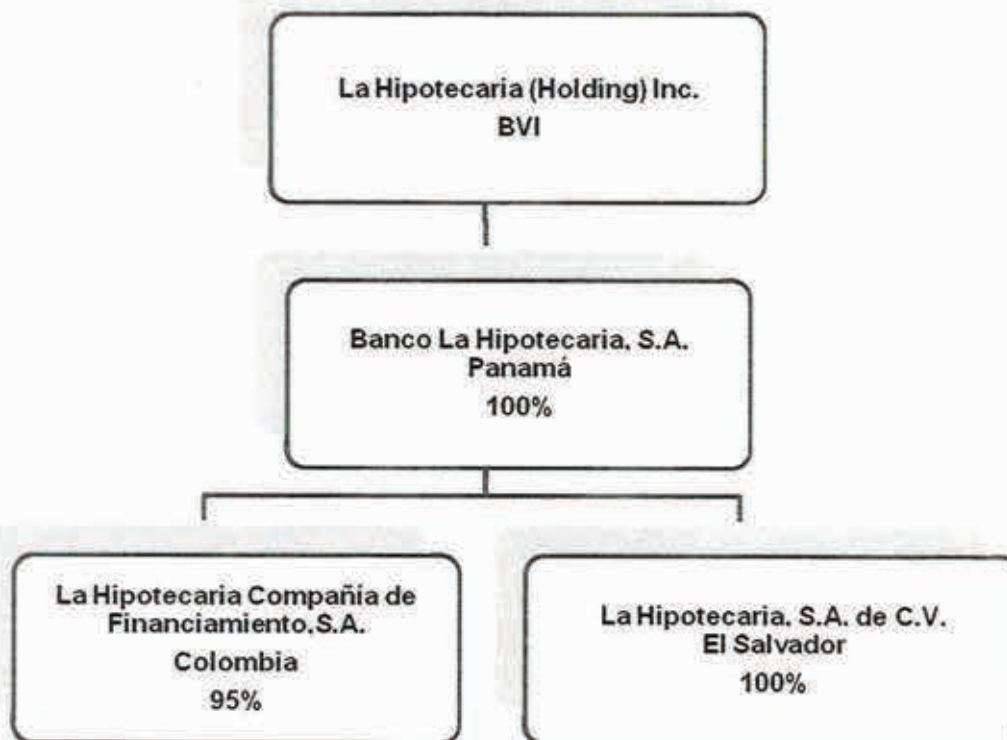 La Hipotecaria (Holding) Inc.
BVI
Banco La Hipotecaria, S.A.
Panamá
100%
La Hipotecaria Compañia de
Financiamiento,S.A.
Colombia
95%
La Hipotecaria, S.A. de C.V.
El Salvador
100%